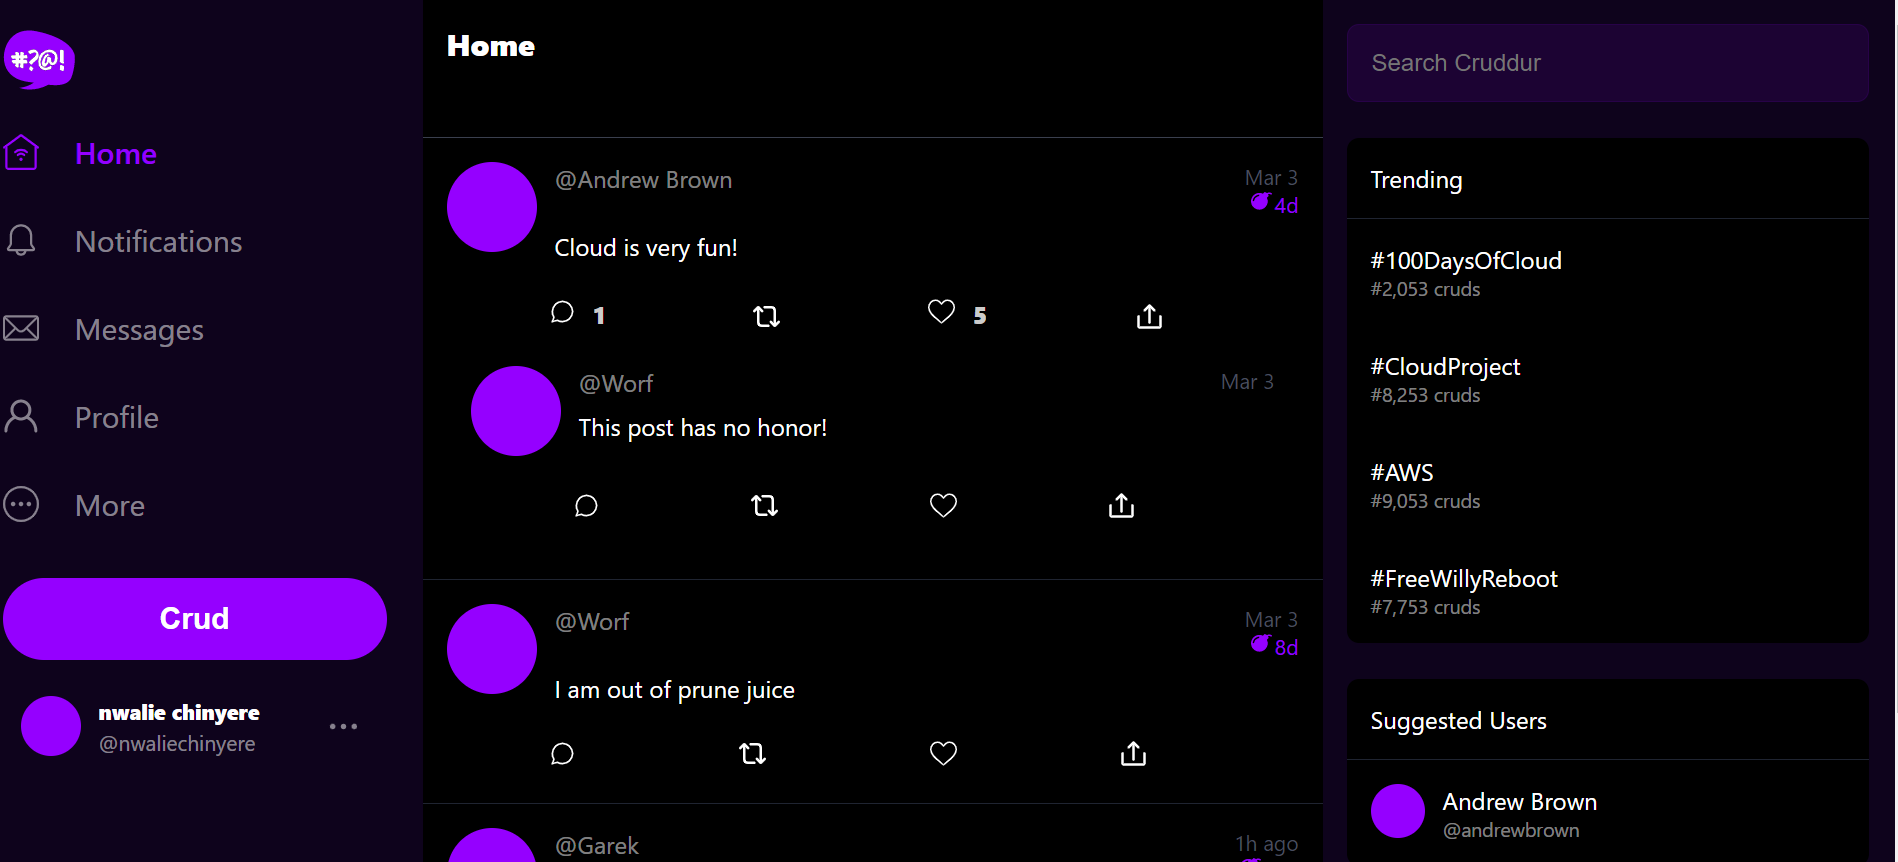 #?@!
Home
Notifications
Messages
Profile
More
Crud
nwalie chinyere
@nwaliechinyere
Home
@Andrew Brown
Mar 3
4d
Cloud is very fun!
1
5
@Worf
Mar 3
This post has no honor!
@Worf
Mar 3
8d
I am out of prune juice
@Garek
1h ago
Search Cruddur
Trending
#100DaysOfCloud
#2,053 cruds
#CloudProject
#8,253 cruds
#AWS
#9,053 cruds
#FreeWillyReboot
#7,753 cruds
Suggested Users
Andrew Brown
@andrewbrown